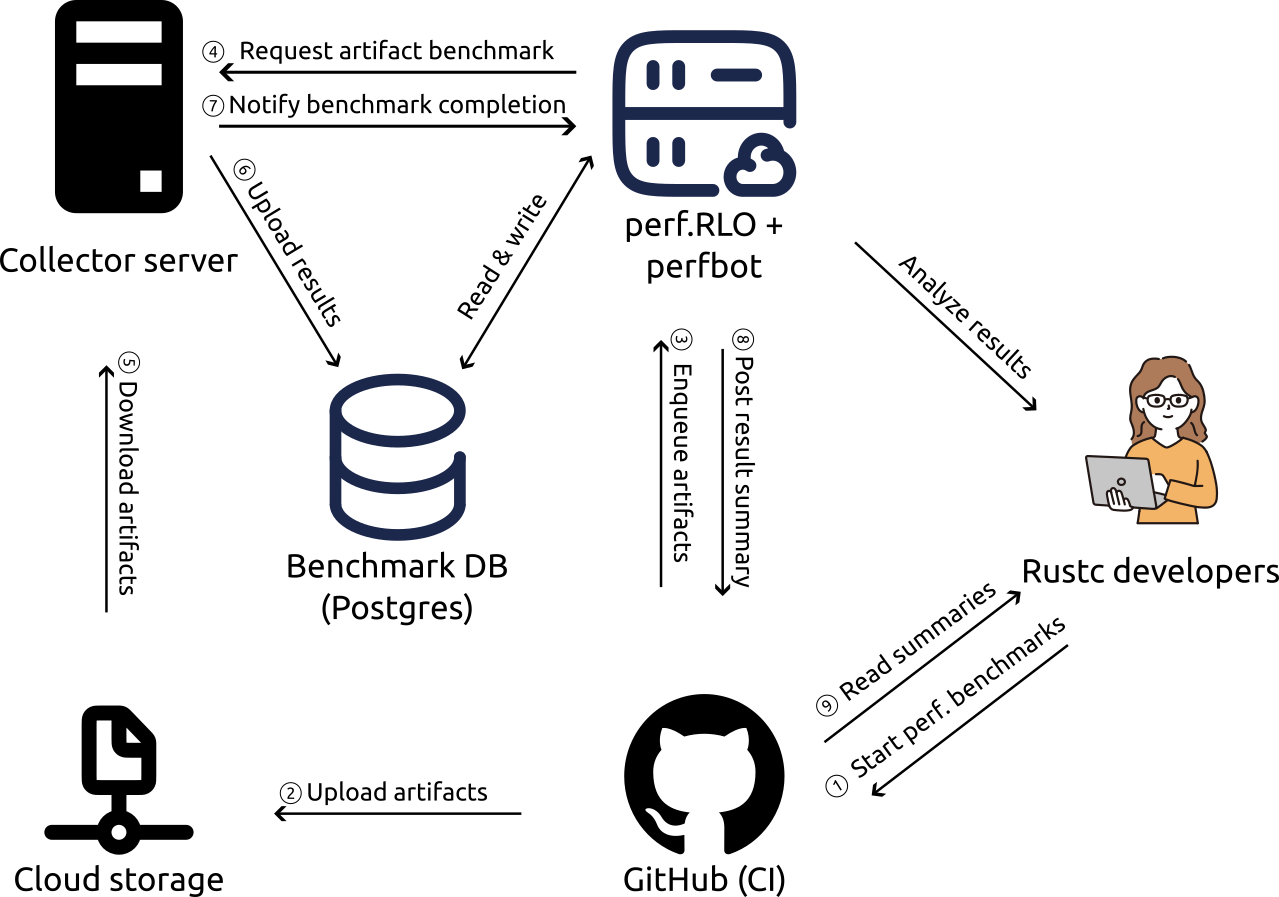 ④ Request artifact benchmark
⑦ Notify benchmark completion
⑥ Upload results
Read & write
perf.RLO +
perfbot
Collector server
Analyze results
⑤ Download artifacts
③ Enqueue artifacts
⑧ Post result summary
Benchmark DB
(Postgres)
Rustc developers
⑨ Read summaries
① Start perf. benchmarks
② Upload artifacts
Cloud storage
GitHub (CI)